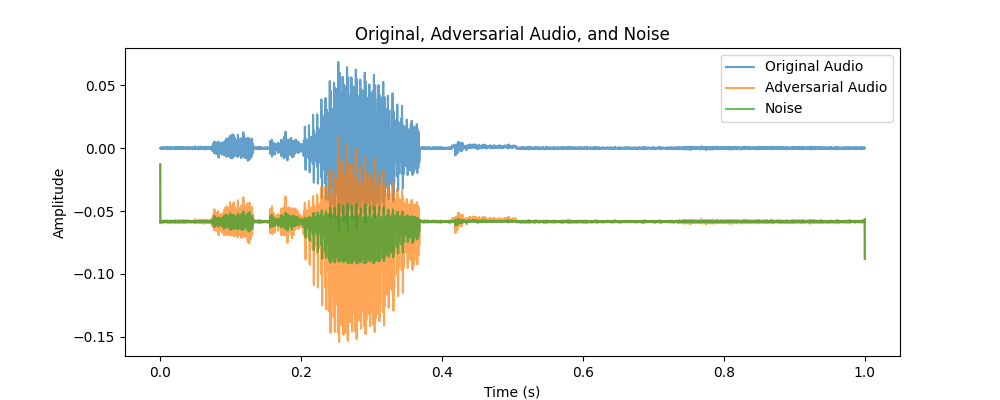 Original, Adversarial Audio, and Noise
Original Audio
Adversarial Audio
Noise
Amplitude
0.05
0.00
−0.05
−0.10
−0.15
0.0
0.2
0.4
0.6
0.8
1.0
Time (s)